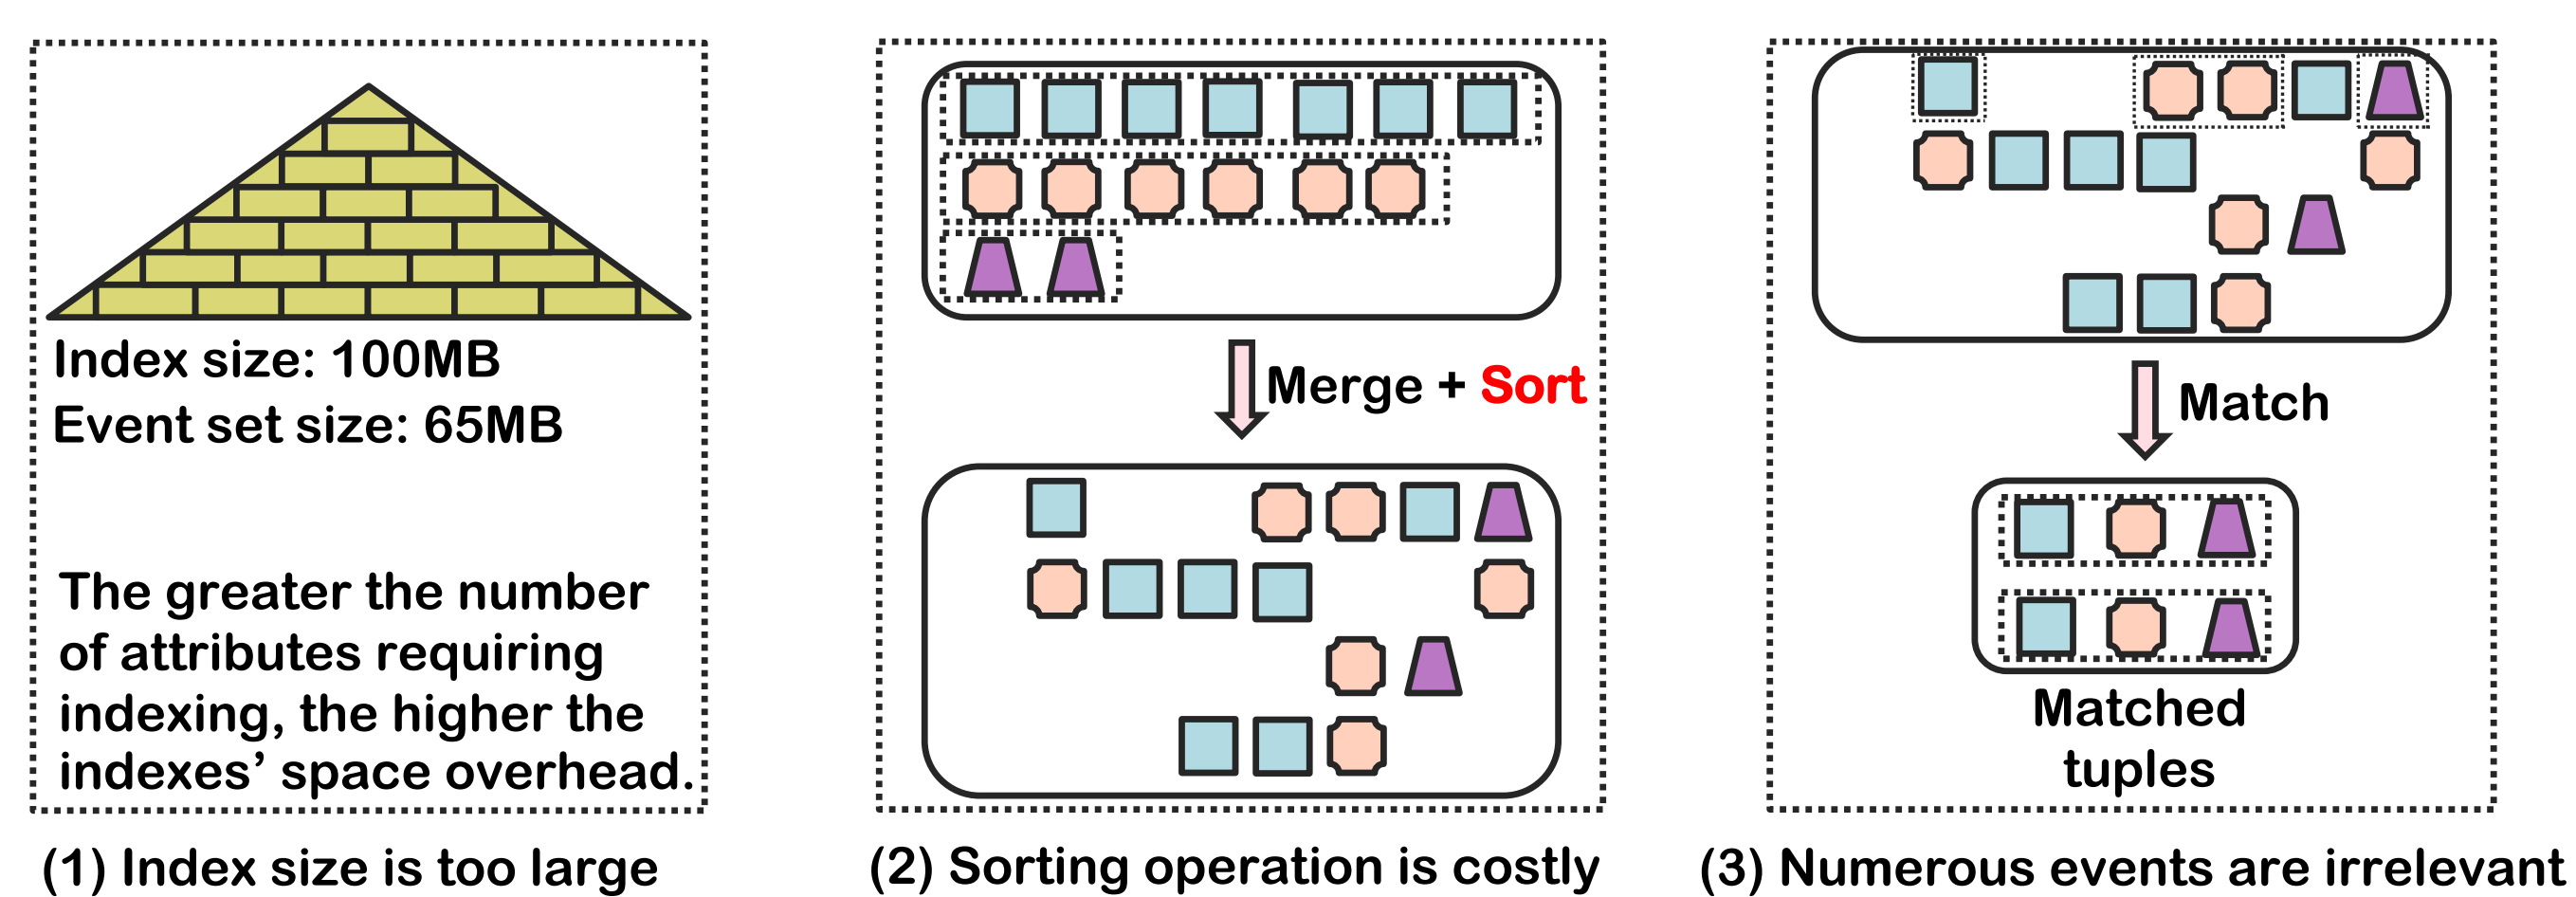 Index size: 100MB
Event set size: 65MB
The greater the number
of attributes requiring
indexing, the higher the
indexes’ space overhead.
(1) Index size is too large
Merge + Sort
(2) Sorting operation is costly
Match
Matched
tuples
(3) Numerous events are irrelevant